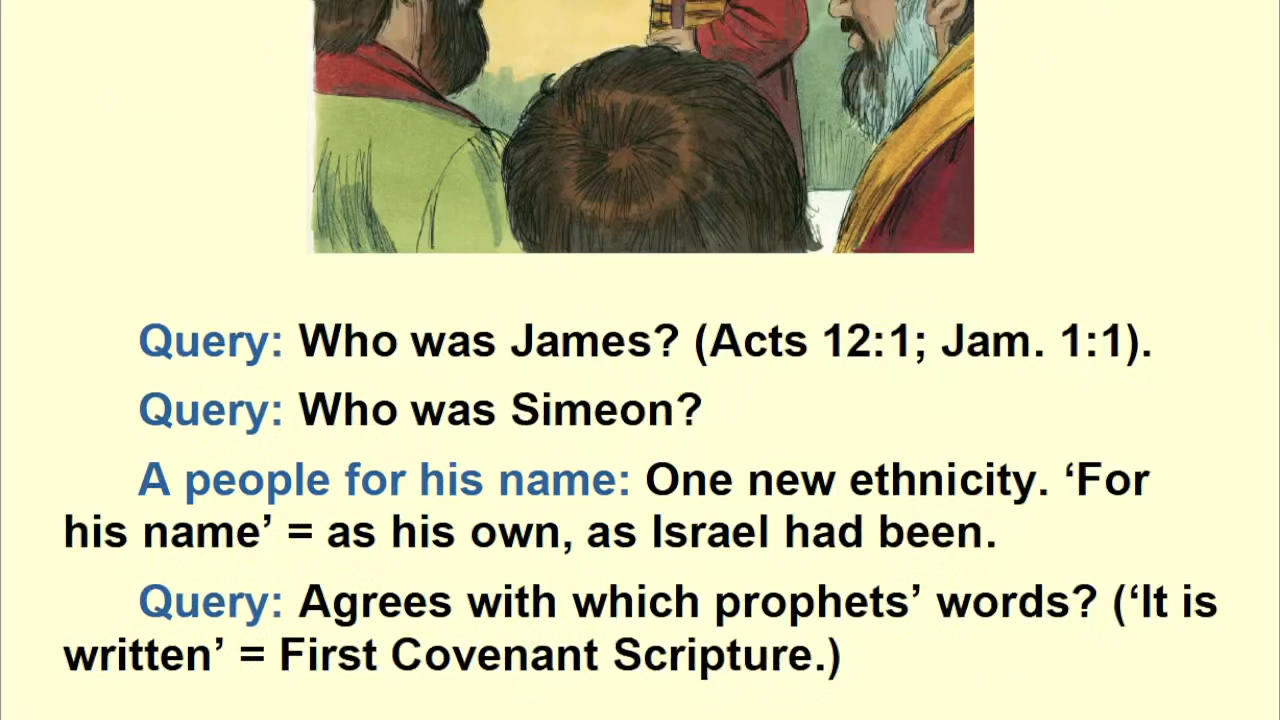 Query: Who was James? (Acts 12:1; Jam. 1:1).
Query: Who was Simeon?
A people for his name: One new ethnicity. ‘For
his name’ = as his own, as Israel had been.
Query: Agrees with which prophets’ words? (‘It is
written’ = First Covenant Scripture.)